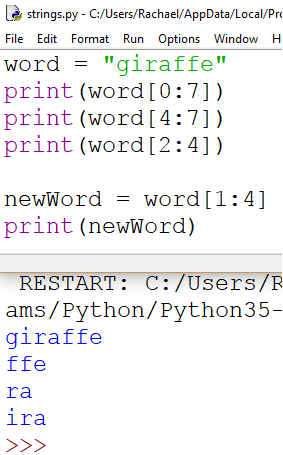 strings.py - C:/Users/Rachael/AppData/Local/Pro
File Edit Format Run Options Window He
word = "giraffe"
print(word[0:7])
print(word[4:7])
print(word[2:4])
newWord = word[1:4]
print(newWord)
RESTART: C:/Users/R
ams/Python/Python35-
giraffe
ffe
ra
ira
>>>